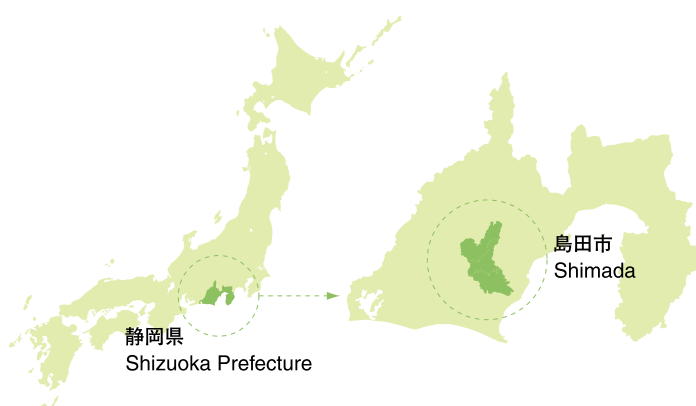 静岡県
Shizuoka Prefecture
島田市
Shimada